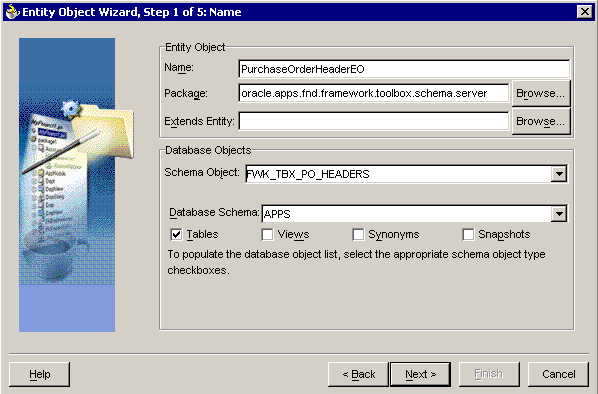 Entity Object Wizard, Step 1 of 5: Name
Entity Object
Name: PurchaseOrderHeaderEO
Package: oracle.apps.fnd.framework.toolbox.schema.server Browse...
Extends Entity: Browse...
Database Objects
Schema Object: FWK_TBX_PO_HEADERS
Database Schema: APPS
Tables Views Synonyms Snapshots
To populate the database object list, select the appropriate schema object type
checkboxes.
Help < Back Next > Finish Cancel